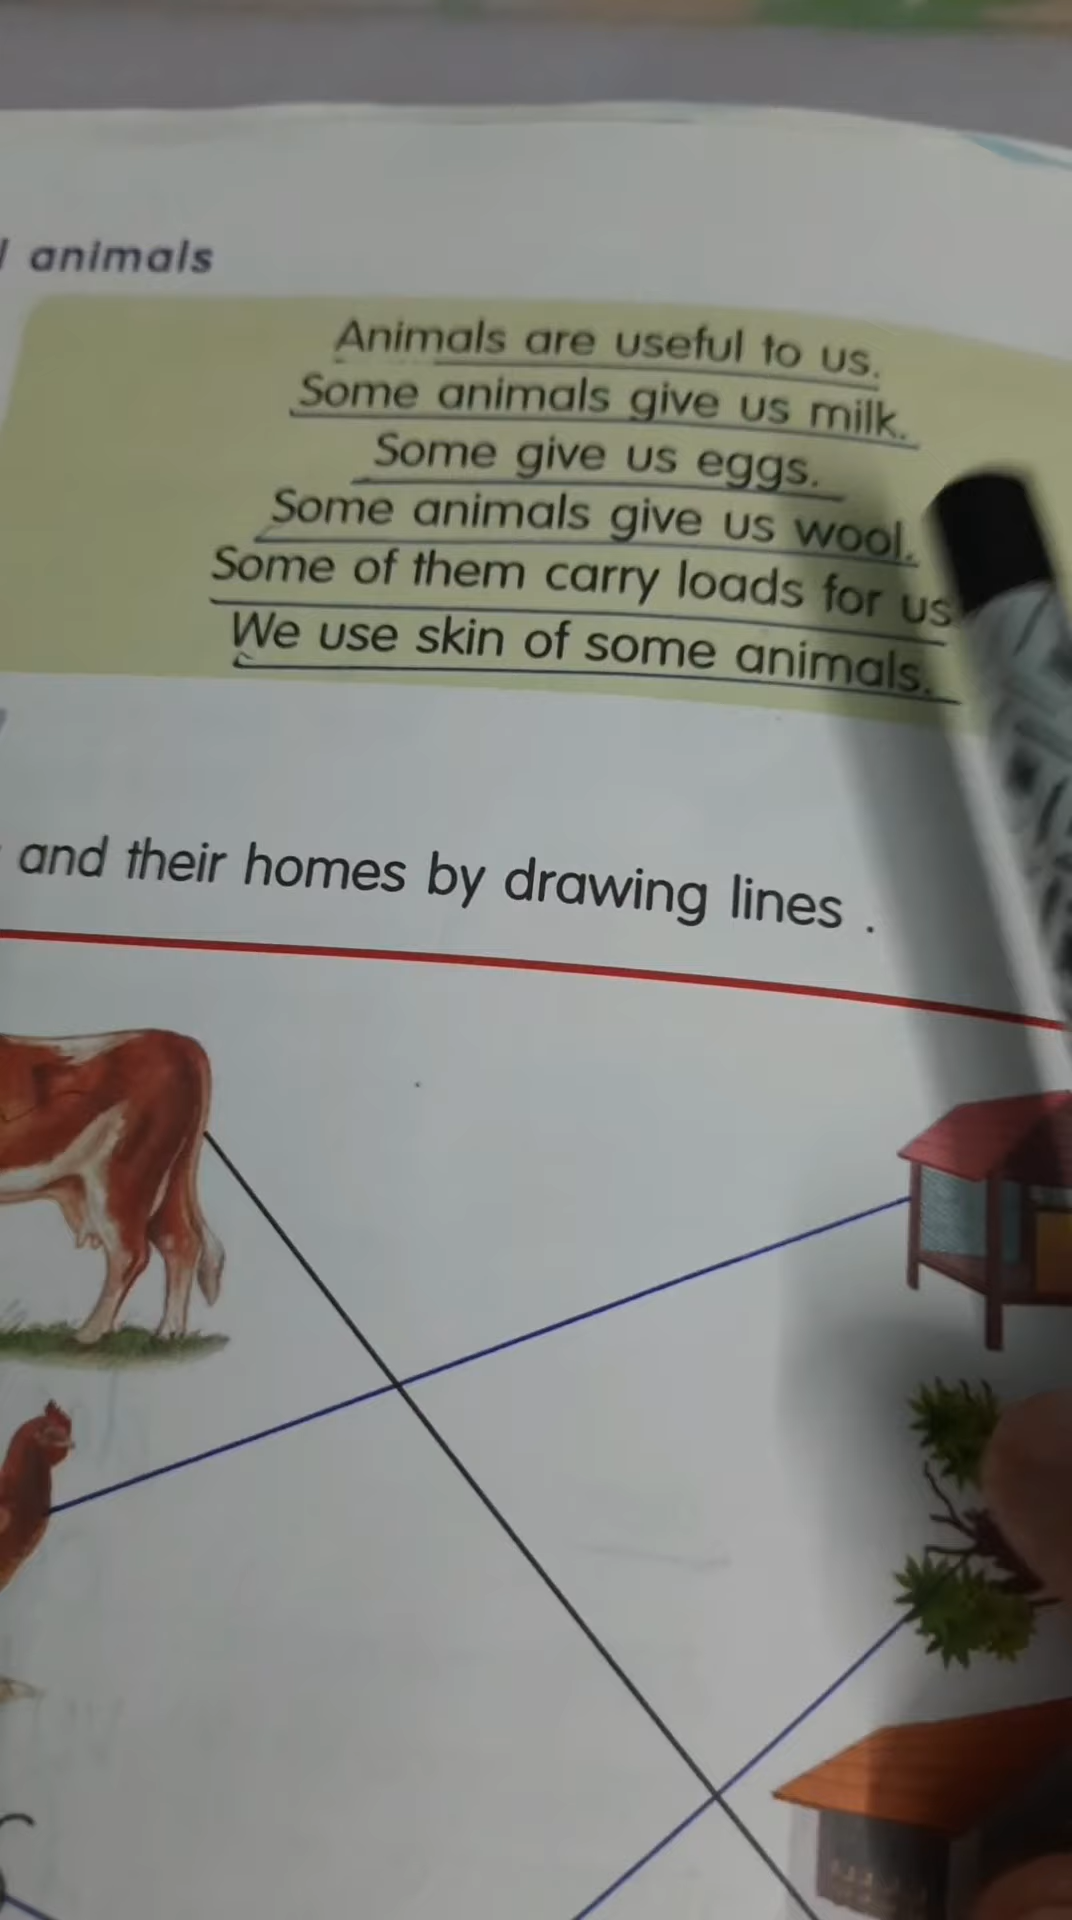 animals
Animals are useful to us.
Some animals give us milk.
Some give us eggs.
Some animals give us wool.
Some of them carry loads for us
We use skin of some animals.
and their homes by drawing lines .